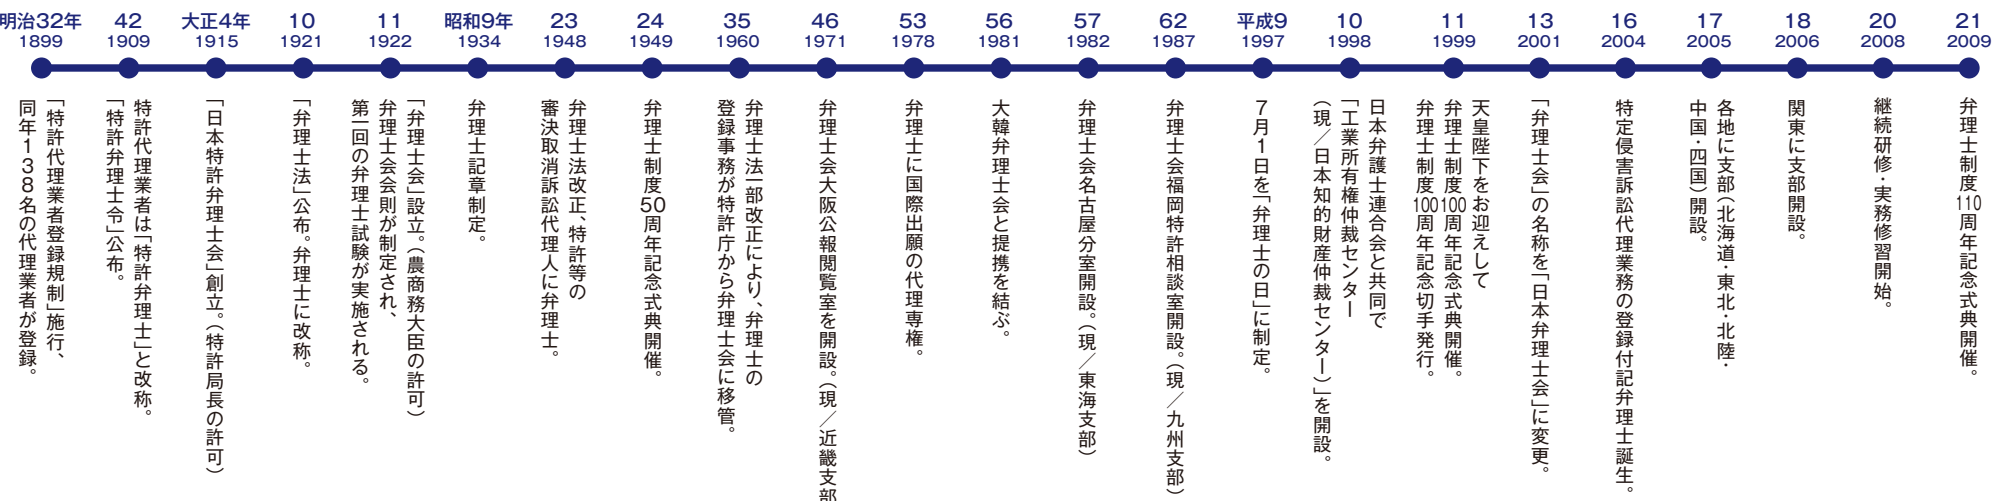 明治32年
1899
「特許代理業者登録規制」施行、
同年138名の代理業者が登録。
42
1909
特許代理業者は「特許弁理士」と改称。
「特許弁理士令」公布。
大正4年
1915
「日本特許弁理士会」創立。（特許局長の許可）
10
1921
「弁理士法」公布。弁理士に改称。
11
1922
「弁理士会」設立。（農商務大臣の許可）
弁理士会会則が制定され、
第一回の弁理士試験が実施される。
昭和9年
1934
弁理士記章制定。
23
1948
弁理士法改正、特許等の
審決取消訴訟代理人に弁理士。
24
1949
弁理士制度50周年記念式典開催。
35
1960
弁理士法一部改正により、弁理士の
登録事務が特許庁から弁理士会に移管。
46
1971
弁理士会大阪公報閲覧室を開設。（現／近畿支部
53
1978
弁理士に国際出願の代理専権。
56
1981
大韓弁理士会と提携を結ぶ。
57
1982
弁理士会名古屋分室開設。（現／東海支部）
62
1987
弁理士会福岡特許相談室開設。（現／九州支部）
平成9
1997
7月1日を「弁理士の日」に制定。
10
1998
日本弁護士連合会と共同で
「工業所有権仲裁センター
（現／日本知的財産仲裁センター）」を開設。
11
1999
天皇陛下をお迎えして
弁理士制度100周年記念式典開催。
弁理士制度100周年記念切手発行。
13
2001
「弁理士会」の名称を「日本弁理士会」に変更。
16
2004
特定侵害訴訟代理業務の登録付記弁理士誕生。
17
2005
各地に支部（北海道・東北・北陸・
中国・四国）開設。
18
2006
関東に支部開設。
20
2008
継続研修・実務修習開始。
21
2009
弁理士制度110周年記念式典開催。